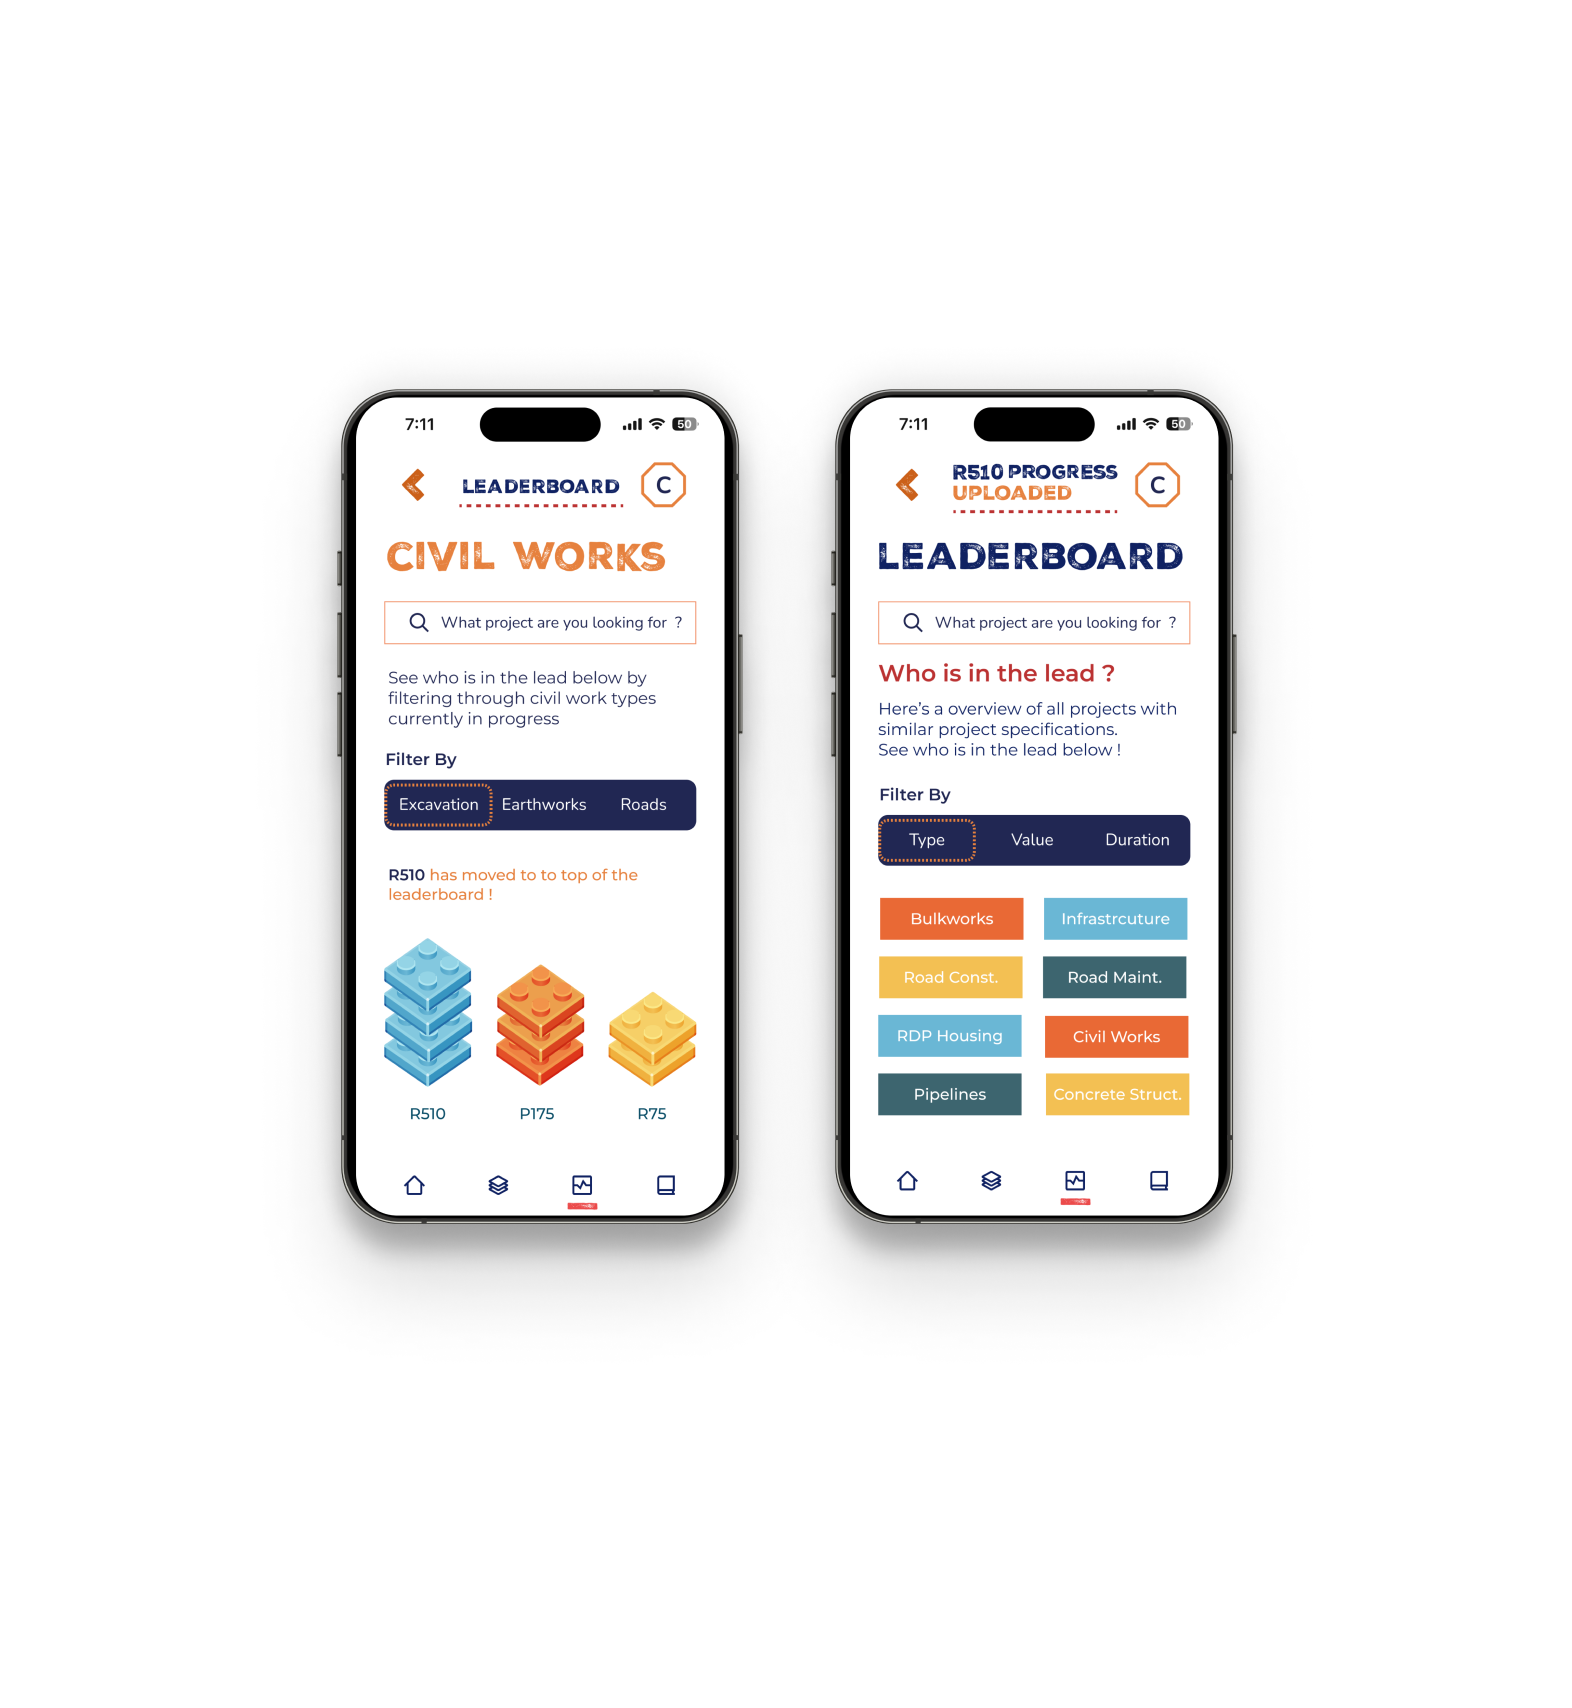 7:11
50
LEADERBOARD
C
CIVIL WORKS
What project are you looking for ?
See who is in the lead below by
filtering through civil work types
currently in progress
Filter By
Excavation Earthworks Roads
R510 has moved to to top of the
leaderboard !
R510 P175 R75
7:11
50
R510 PROGRESS
UPLOADED
C
LEADERBOARD
What project are you looking for ?
Who is in the lead ?
Here's a overview of all projects with
similar project specifications.
See who is in the lead below !
Filter By
Type Value Duration
Bulkworks Infrastrcuture
Road Const. Road Maint.
RDP Housing Civil Works
Pipelines Concrete Struct.